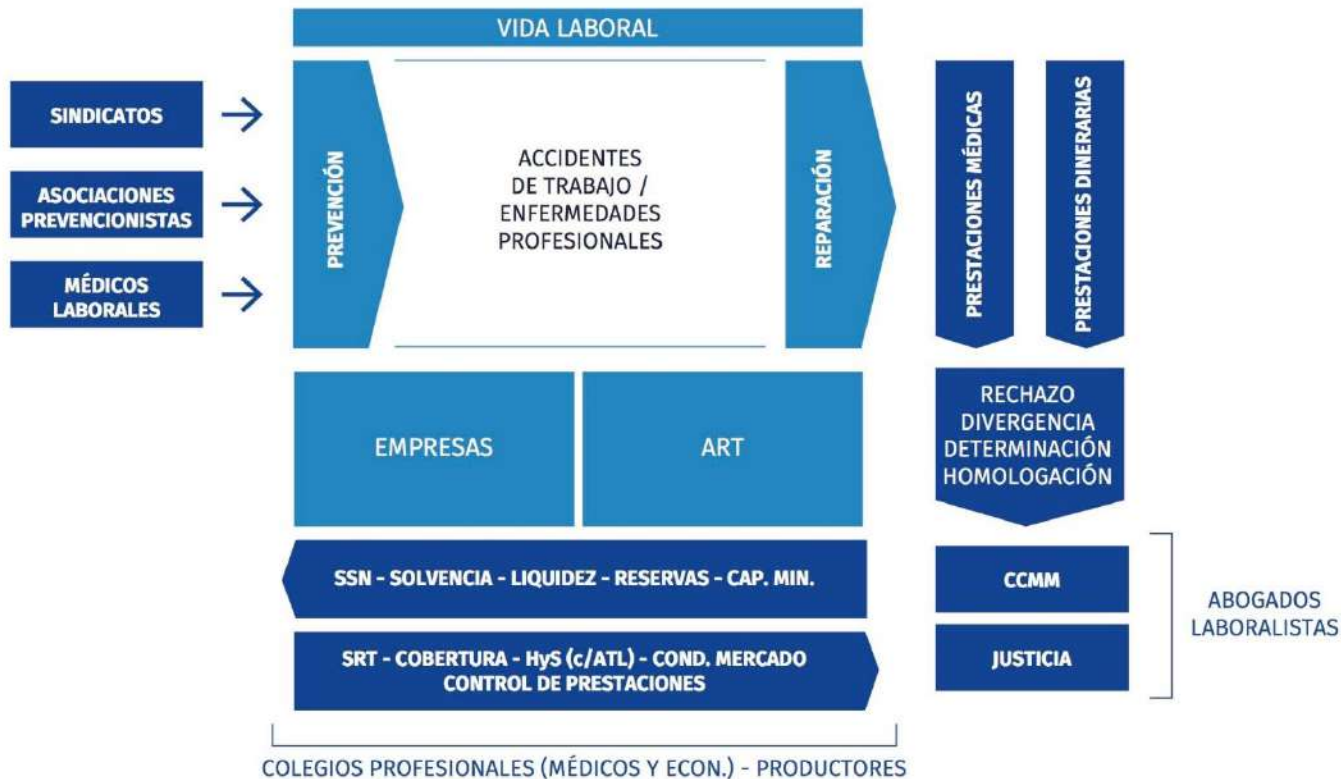 VIDA LABORAL
SINDICATOS
ASOCIACIONES
PREVENCIONISTAS
MÉDICOS
LABORALES
PREVENCIÓN
ACCIDENTES
DE TRABAJO /
ENFERMEDADES
PROFESIONALES
REPARACIÓN
PRESTACIONES MÉDICAS
PRESTACIONES DINERARIAS
EMPRESAS
ART
RECHAZO
DIVERGENCIA
DETERMINACIÓN
HOMOLOGACIÓN
SSN - SOLVENCIA - LIQUIDEZ - RESERVAS - CAP. MIN.
SRT - COBERTURA - HyS (c/ATL) - COND. MERCADO
CONTROL DE PRESTACIONES
CCMM
JUSTICIA
ABOGADOS
LABORALISTAS
COLEGIOS PROFESIONALES (MÉDICOS Y ECON.) - PRODUCTORES